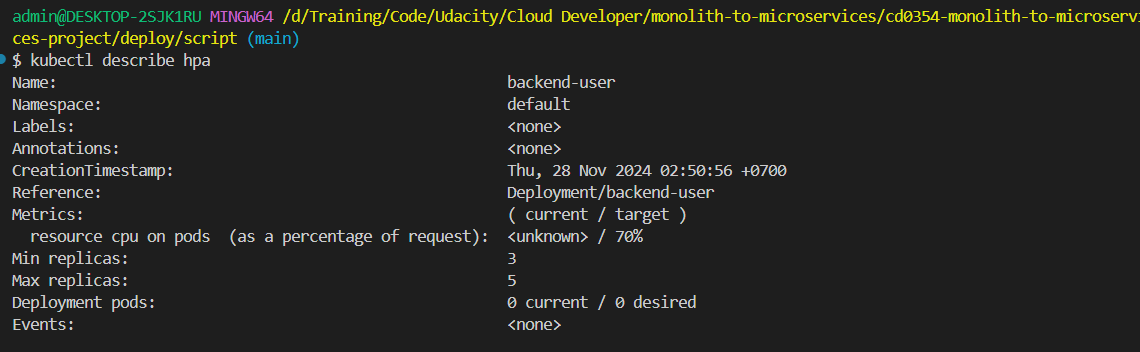 admin@DESKTOP-2SJK1RU MINGW64 /d/Training/Code/Udacity/Cloud Developer/monolith-to-microservices/cd0354-monolith-to-microservi
ces-project/deploy/script (main)
$ kubectl describe hpa
Name: backend-user
Namespace: default
Labels: <none>
Annotations: <none>
CreationTimestamp: Thu, 28 Nov 2024 02:50:56 +0700
Reference: Deployment/backend-user
Metrics: ( current / target )
resource cpu on pods (as a percentage of request): <unknown> / 70%
Min replicas: 3
Max replicas: 5
Deployment pods: 0 current / 0 desired
Events: <none>